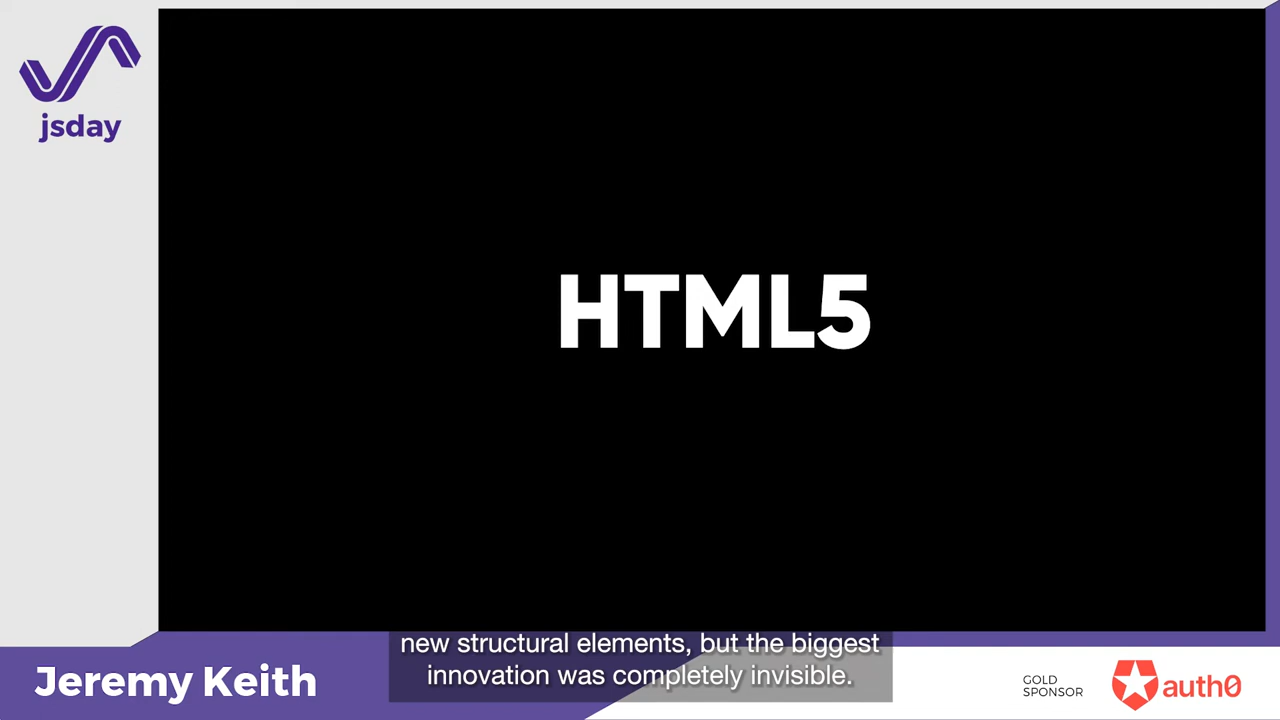 jsday
HTML5
new structural elements, but the biggest
innovation was completely invisible.
Jeremy Keith
GOLD
SPONSOR
auth0